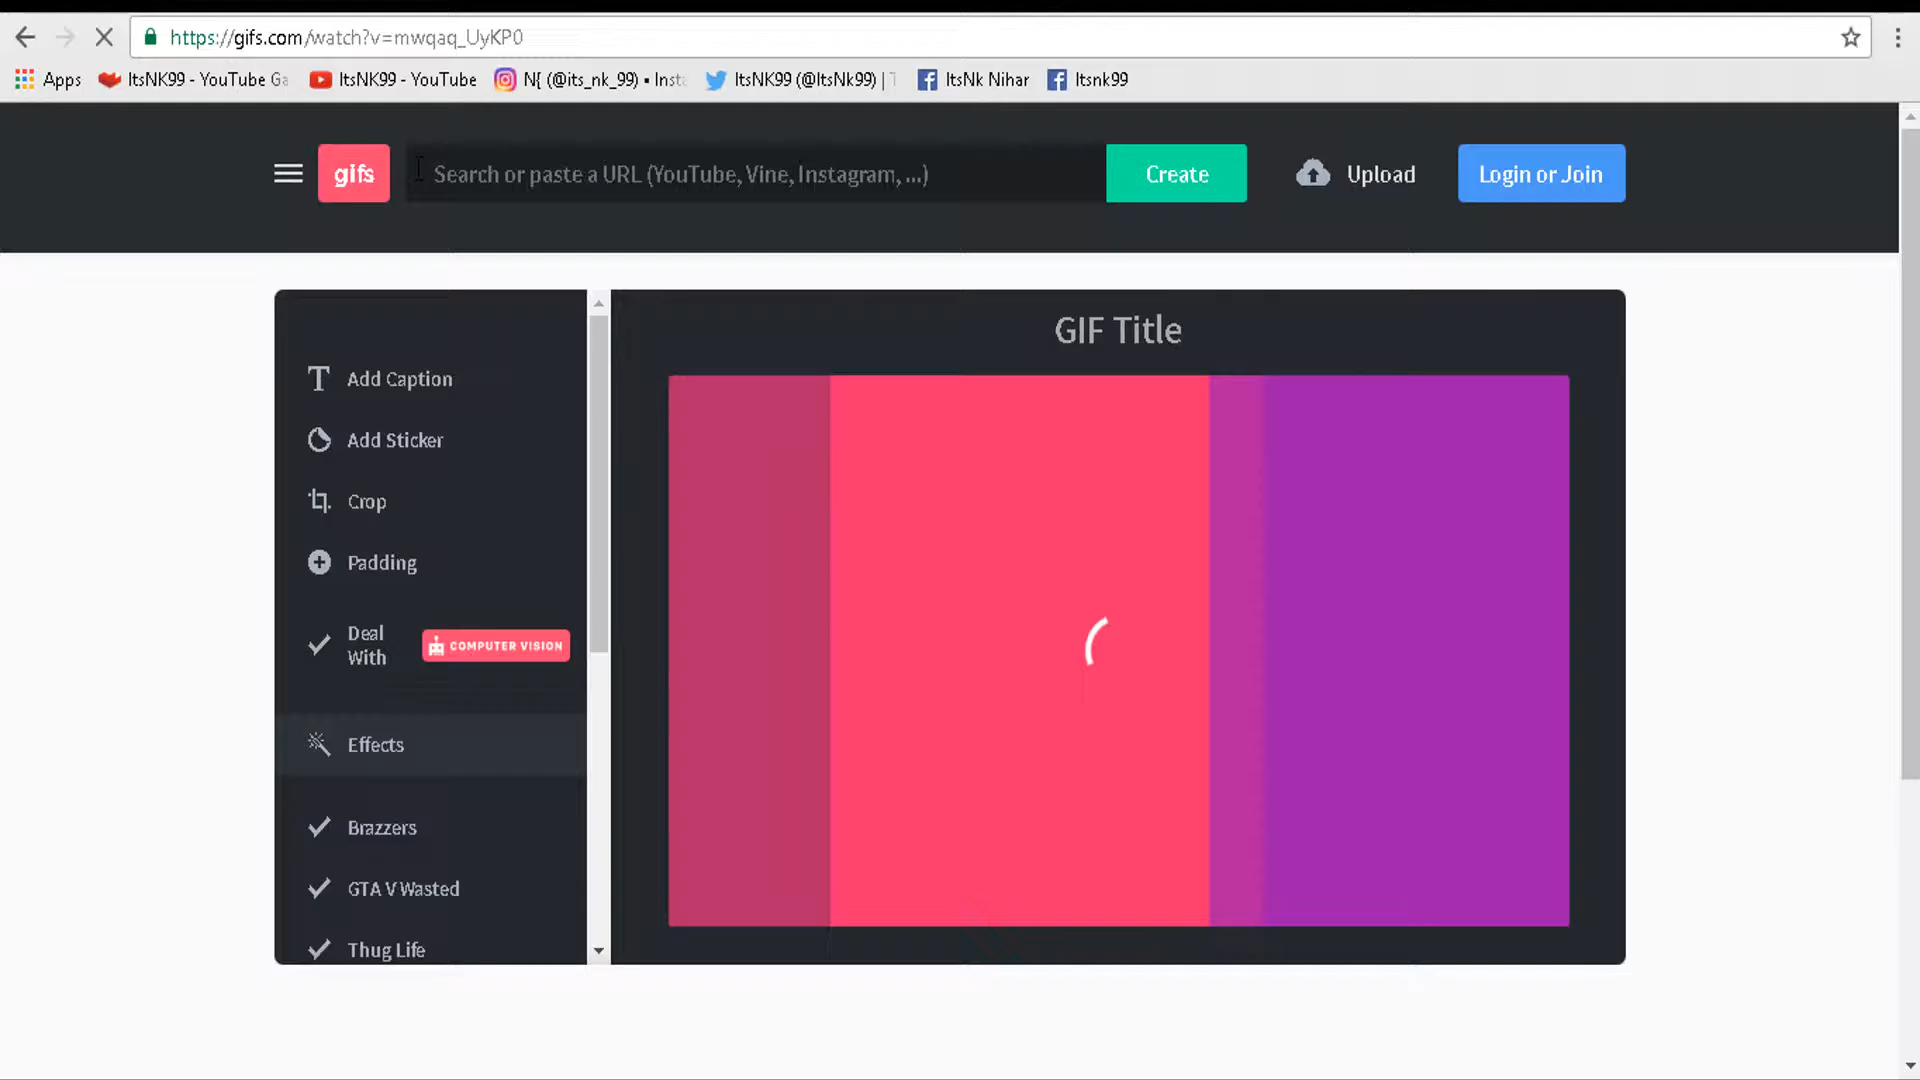 https://gifs.com/watch?v=mwqaq_UyKP0
Apps ItsNK99 - YouTube Ga ItsNK99 - YouTube N{ (@its_nk_99) • Inst ItsNK99 (@ItsNk99) | T ItsNk Nihar Itsnk99
gifs Search or paste a URL (YouTube, Vine, Instagram, ...) Create Upload Login or Join
GIF Title
Add Caption
Add Sticker
Crop
Padding
Deal
With
COMPUTER VISION
Effects
Brazzers
GTA V Wasted
Thug Life